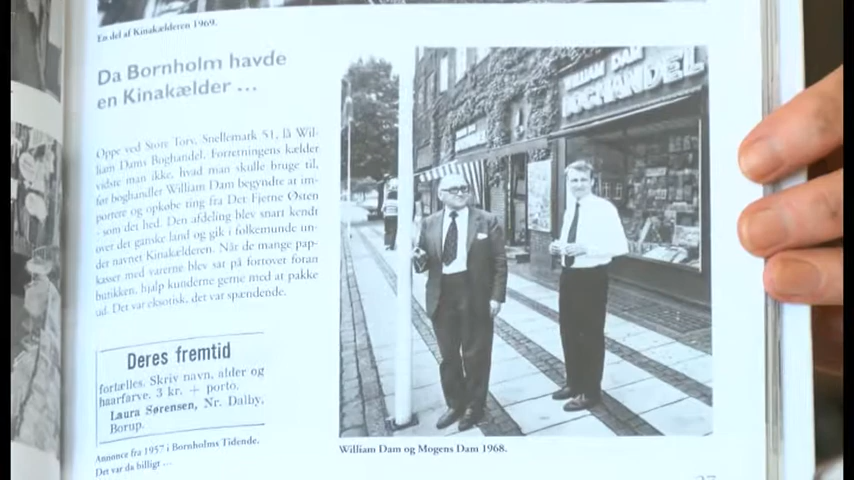 En del af Kinakælderen 1969.
Da Bornholm havde
en Kinakælder ...
Oppe ved Store Torv, Snellemark 51, lå Wil-
liam Dams Boghandel. Forretningens kælder
vidste man ikke, hvad man skulle bruge til,
før boghandler William Dam begyndte at im-
portere og opkøbe ting fra Det Fjerne Østen
- som det hed. Den afdeling blev snart kendt
over det ganske land og gik i folkemunde un-
der navnet Kinakælderen. Når de mange pap-
kasser med varerne blev sat på fortovet foran
butikken, hjalp kunderne gerne med at pakke
ud. Det var eksotisk, det var spændende.
Deres fremtid
fortælles. Skriv navn, alder og
haarfarve. 3 kr. + porto.
Laura Sørensen, Nr. Dalby,
Borup.
Annonce fra 1957 i Bornholms Tidende.
Det var da billigt ...
WILLIAM DAM
BOGHANDEL
William Dam og Mogens Dam 1968.